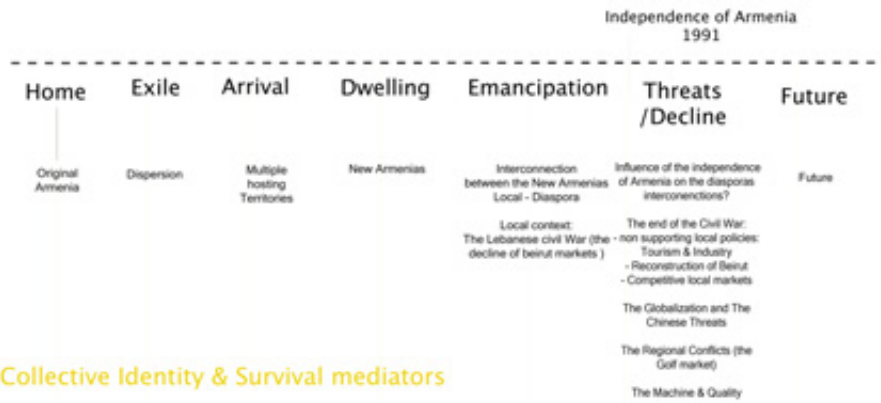 Independence of Armenia
1991
Home
Exile
Arrival
Dwelling
Emancipation
Threats
/Decline
Future
Original
Armenia
Dispersion
Multiple
hosting
Territories
New Armenias
Interconnection
between the New Armenias
Local - Diaspora
Local context:
The Lebanese civil War (the
decline of beirut markets )
Influence of the independence
of Armenia on the diasporas
interconenctions?
The end of the Civil War:
- non supporting local policies:
Tourism & Industry
- Reconstruction of Beirut
- Competitive local markets
The Globalization and The
Chinese Threats
The Regional Conflicts (the
Golf market)
The Machine & Quality
Future
Collective Identity & Survival mediators